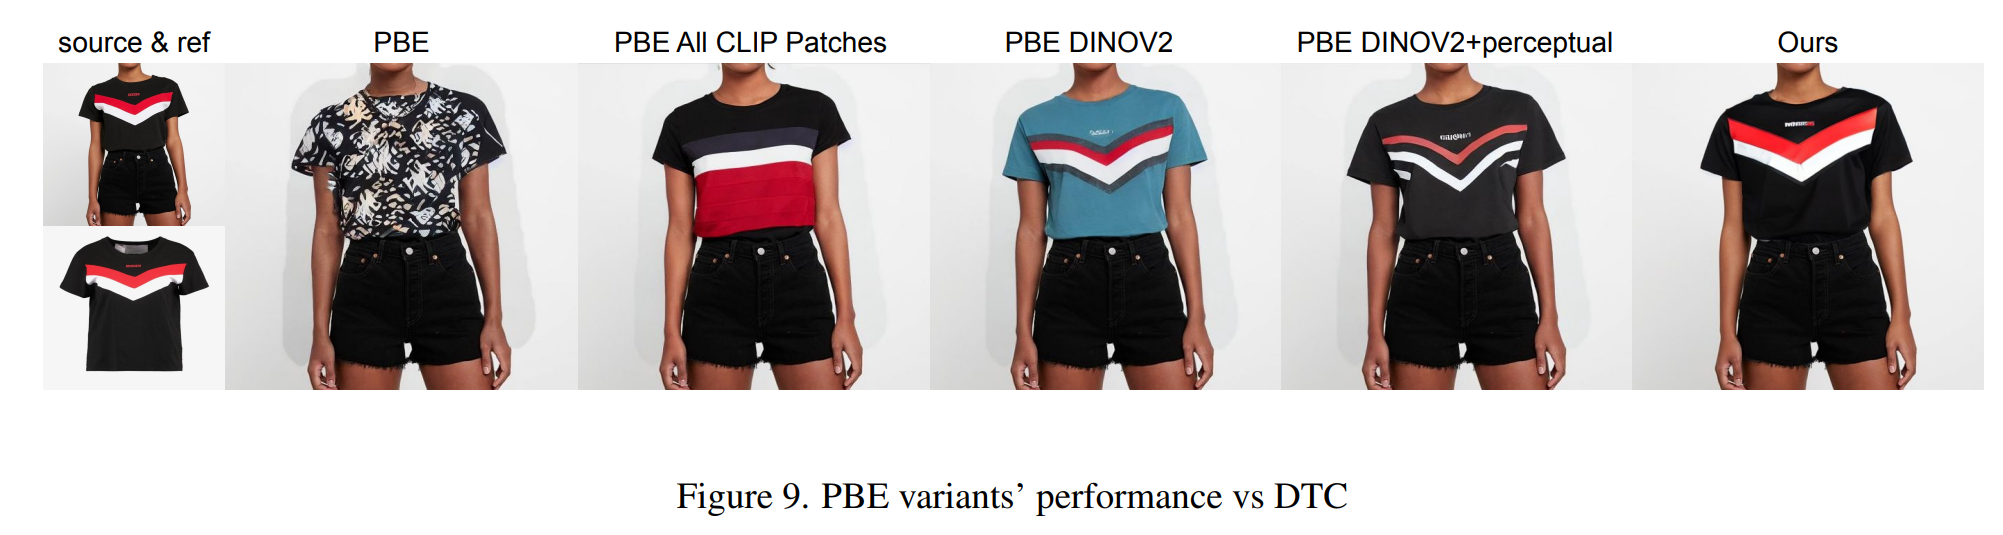 source & ref
PBE
PBE All CLIP Patches
PBE DINOV2
PBE DINOV2+perceptual
Ours
Figure 9. PBE variants’ performance vs DTC